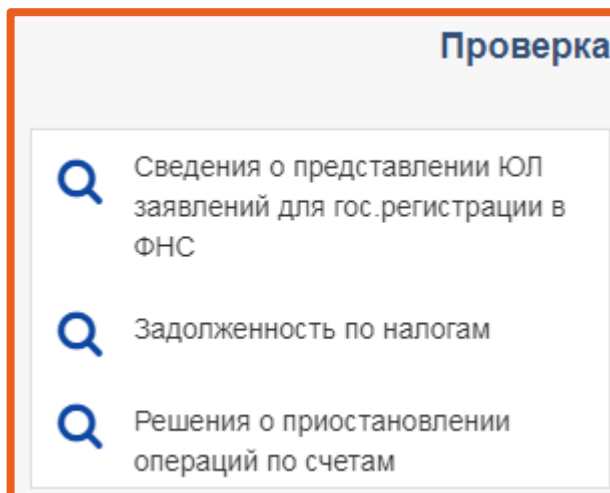 Проверка
Сведения о представлении ЮЛ
заявлений для гос.регистрации в
ФНС
Задолженность по налогам
Решения о приостановлении
операций по счетам